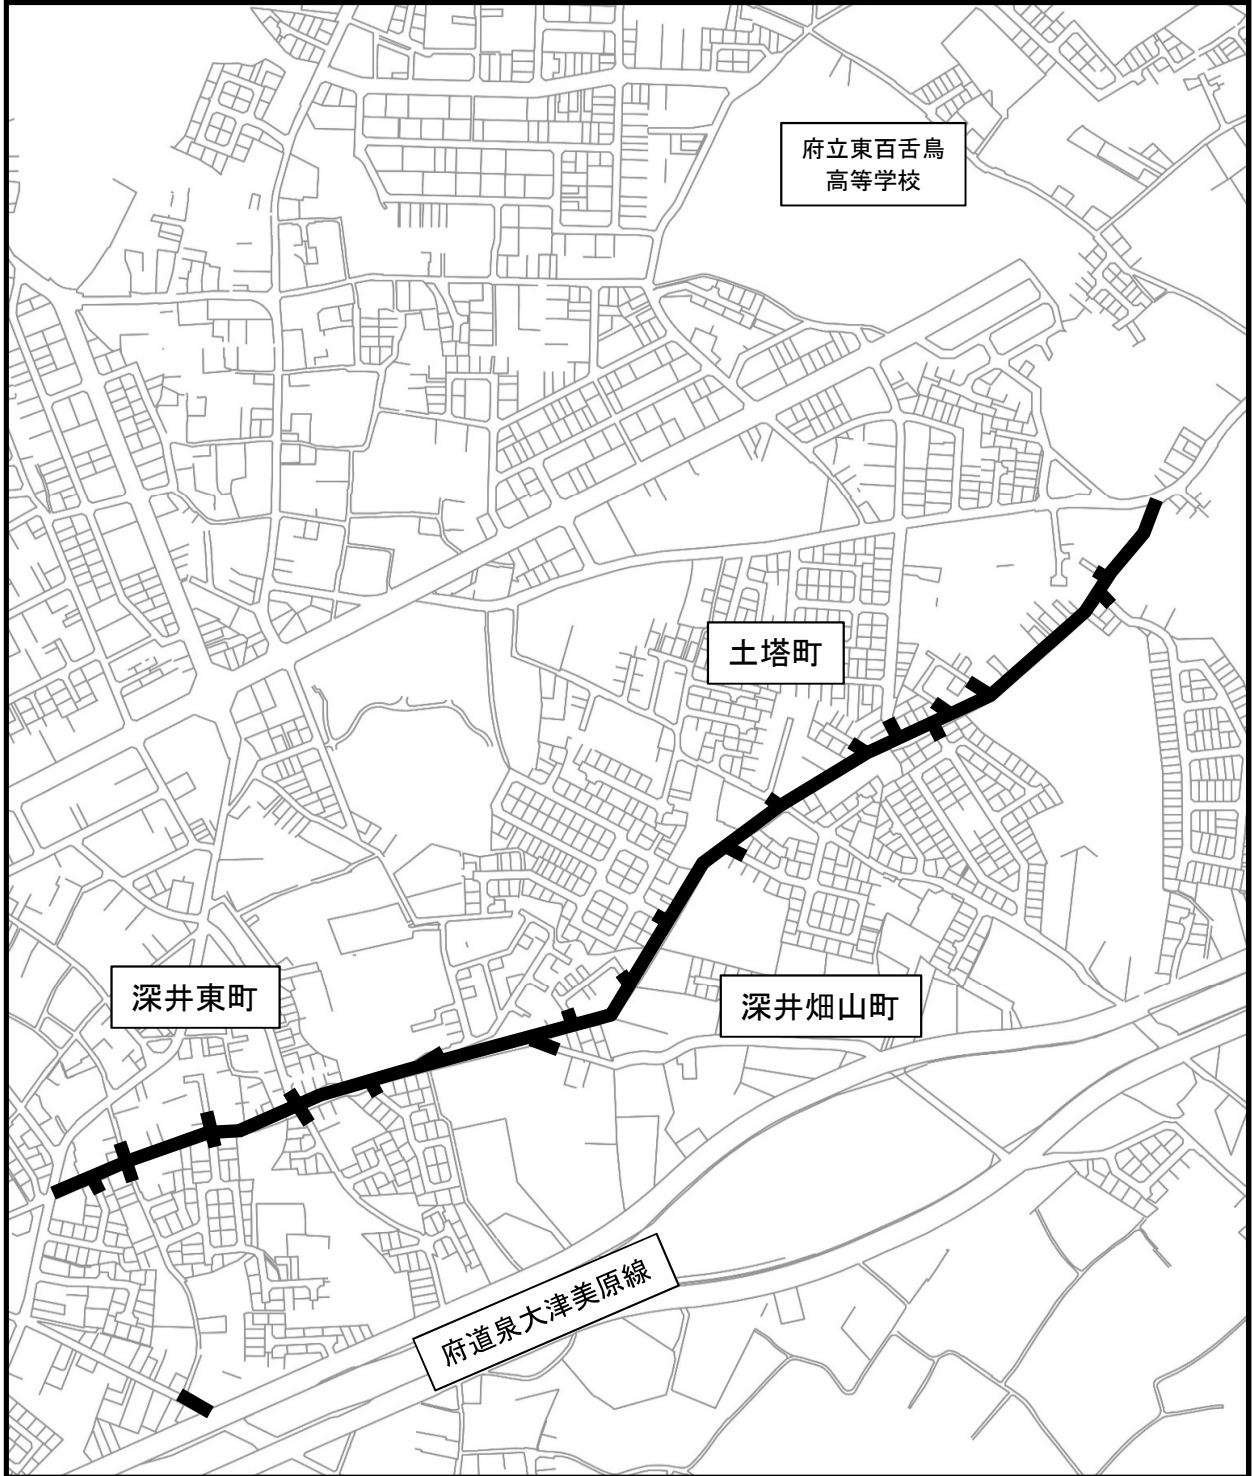 府立東百舌鳥
高等学校
土塔町
深井東町
深井畑山町
府道泉大津美原線